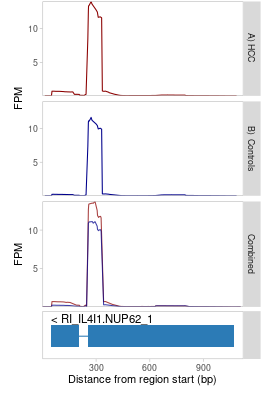 10
5
A) HCC
FPM
10
5
B) Controls
10
5
Combined
FPM
< RI_IL4I1.NUP62_1
300 600 900
Distance from region start (bp)